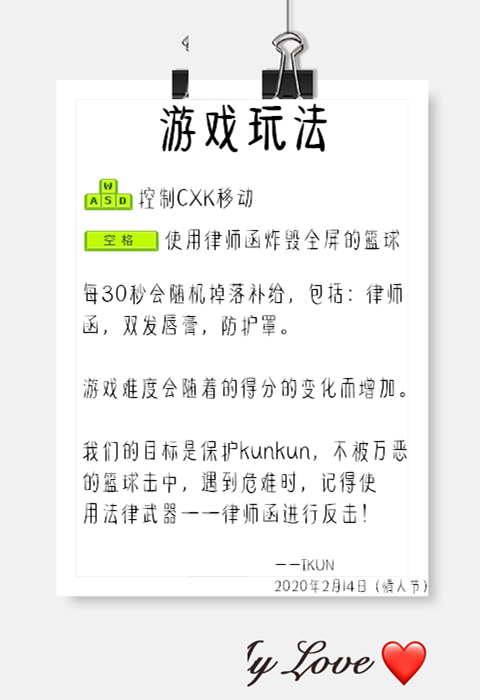 游戏玩法
W
A S D 控制CXK移动
空格 使用律师函炸毁全屏的篮球
每30秒会随机掉落补给，包括：律师
函，双发唇膏，防护罩。
游戏难度会随着的得分的变化而增加。
我们的目标是保护kunkun，不被万恶
的篮球击中，遇到危难时，记得使
用法律武器——律师函进行反击！
——IKUN
2020年2月14日（情人节）
y Love